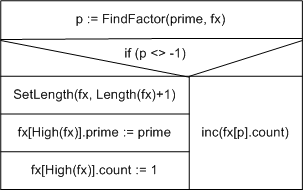 p := FindFactor(prime, fx)
if (p <> -1)
SetLength(fx, Length(fx)+1)
fx[High(fx)].prime := prime
fx[High(fx)].count := 1
inc(fx[p].count)